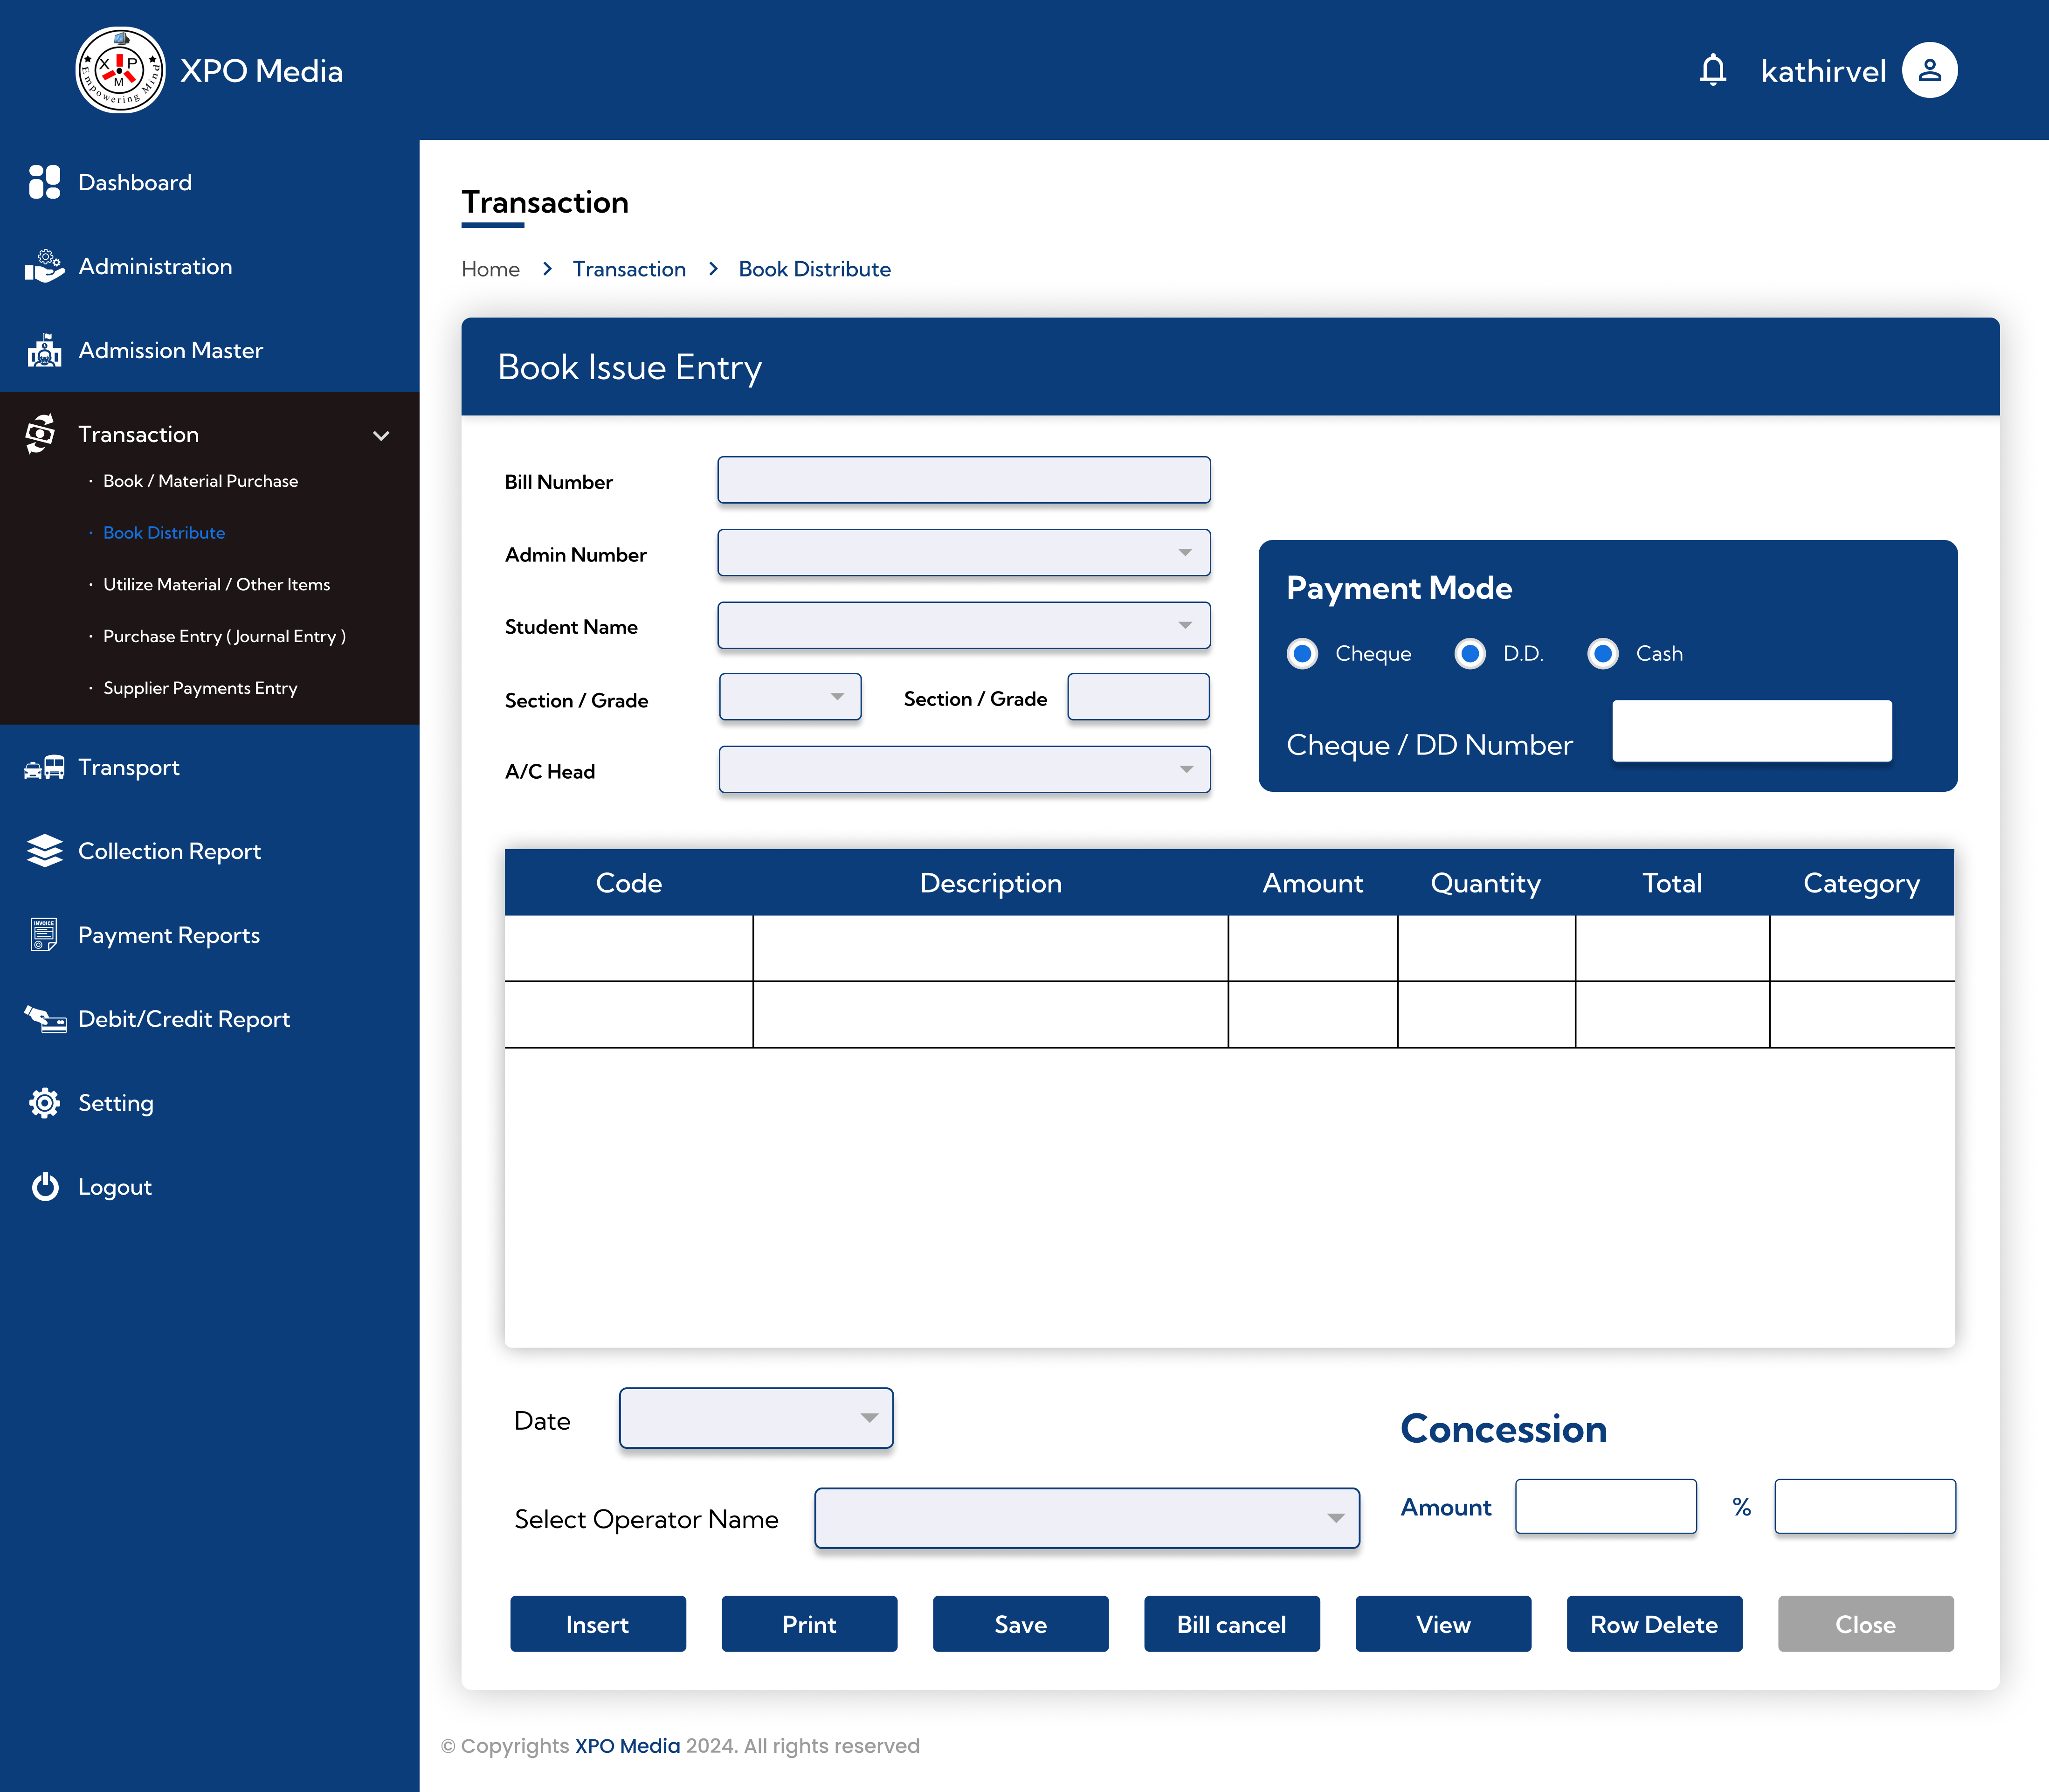 X P M
Empowering Minds
XPO Media
kathirvel
Dashboard
Administration
Admission Master
Transaction
· Book / Material Purchase
· Book Distribute
· Utilize Material / Other Items
· Purchase Entry ( Journal Entry )
· Supplier Payments Entry
Transport
Collection Report
INVOICE
Payment Reports
Debit/Credit Report
Setting
Logout
Transaction
Home > Transaction > Book Distribute
Book Issue Entry
Bill Number
Admin Number
Student Name
Section / Grade Section / Grade
A/C Head
Payment Mode
Cheque D.D. Cash
Cheque / DD Number
Code Description Amount Quantity Total Category
Date
Select Operator Name
Concession
Amount %
Insert Print Save Bill cancel View Row Delete Close
© Copyrights XPO Media 2024. All rights reserved